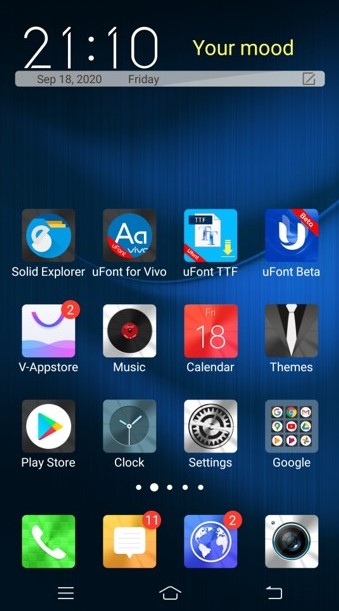 21:10
Your mood
Sep 18, 2020 Friday
Aa
uFont
vivo
TTF
uFont
Beta
Solid Explorer uFont for Vivo uFont TTF uFont Beta
2
Fri
18
V-Appstore Music Calendar Themes
Play Store Clock Settings Google
11
2